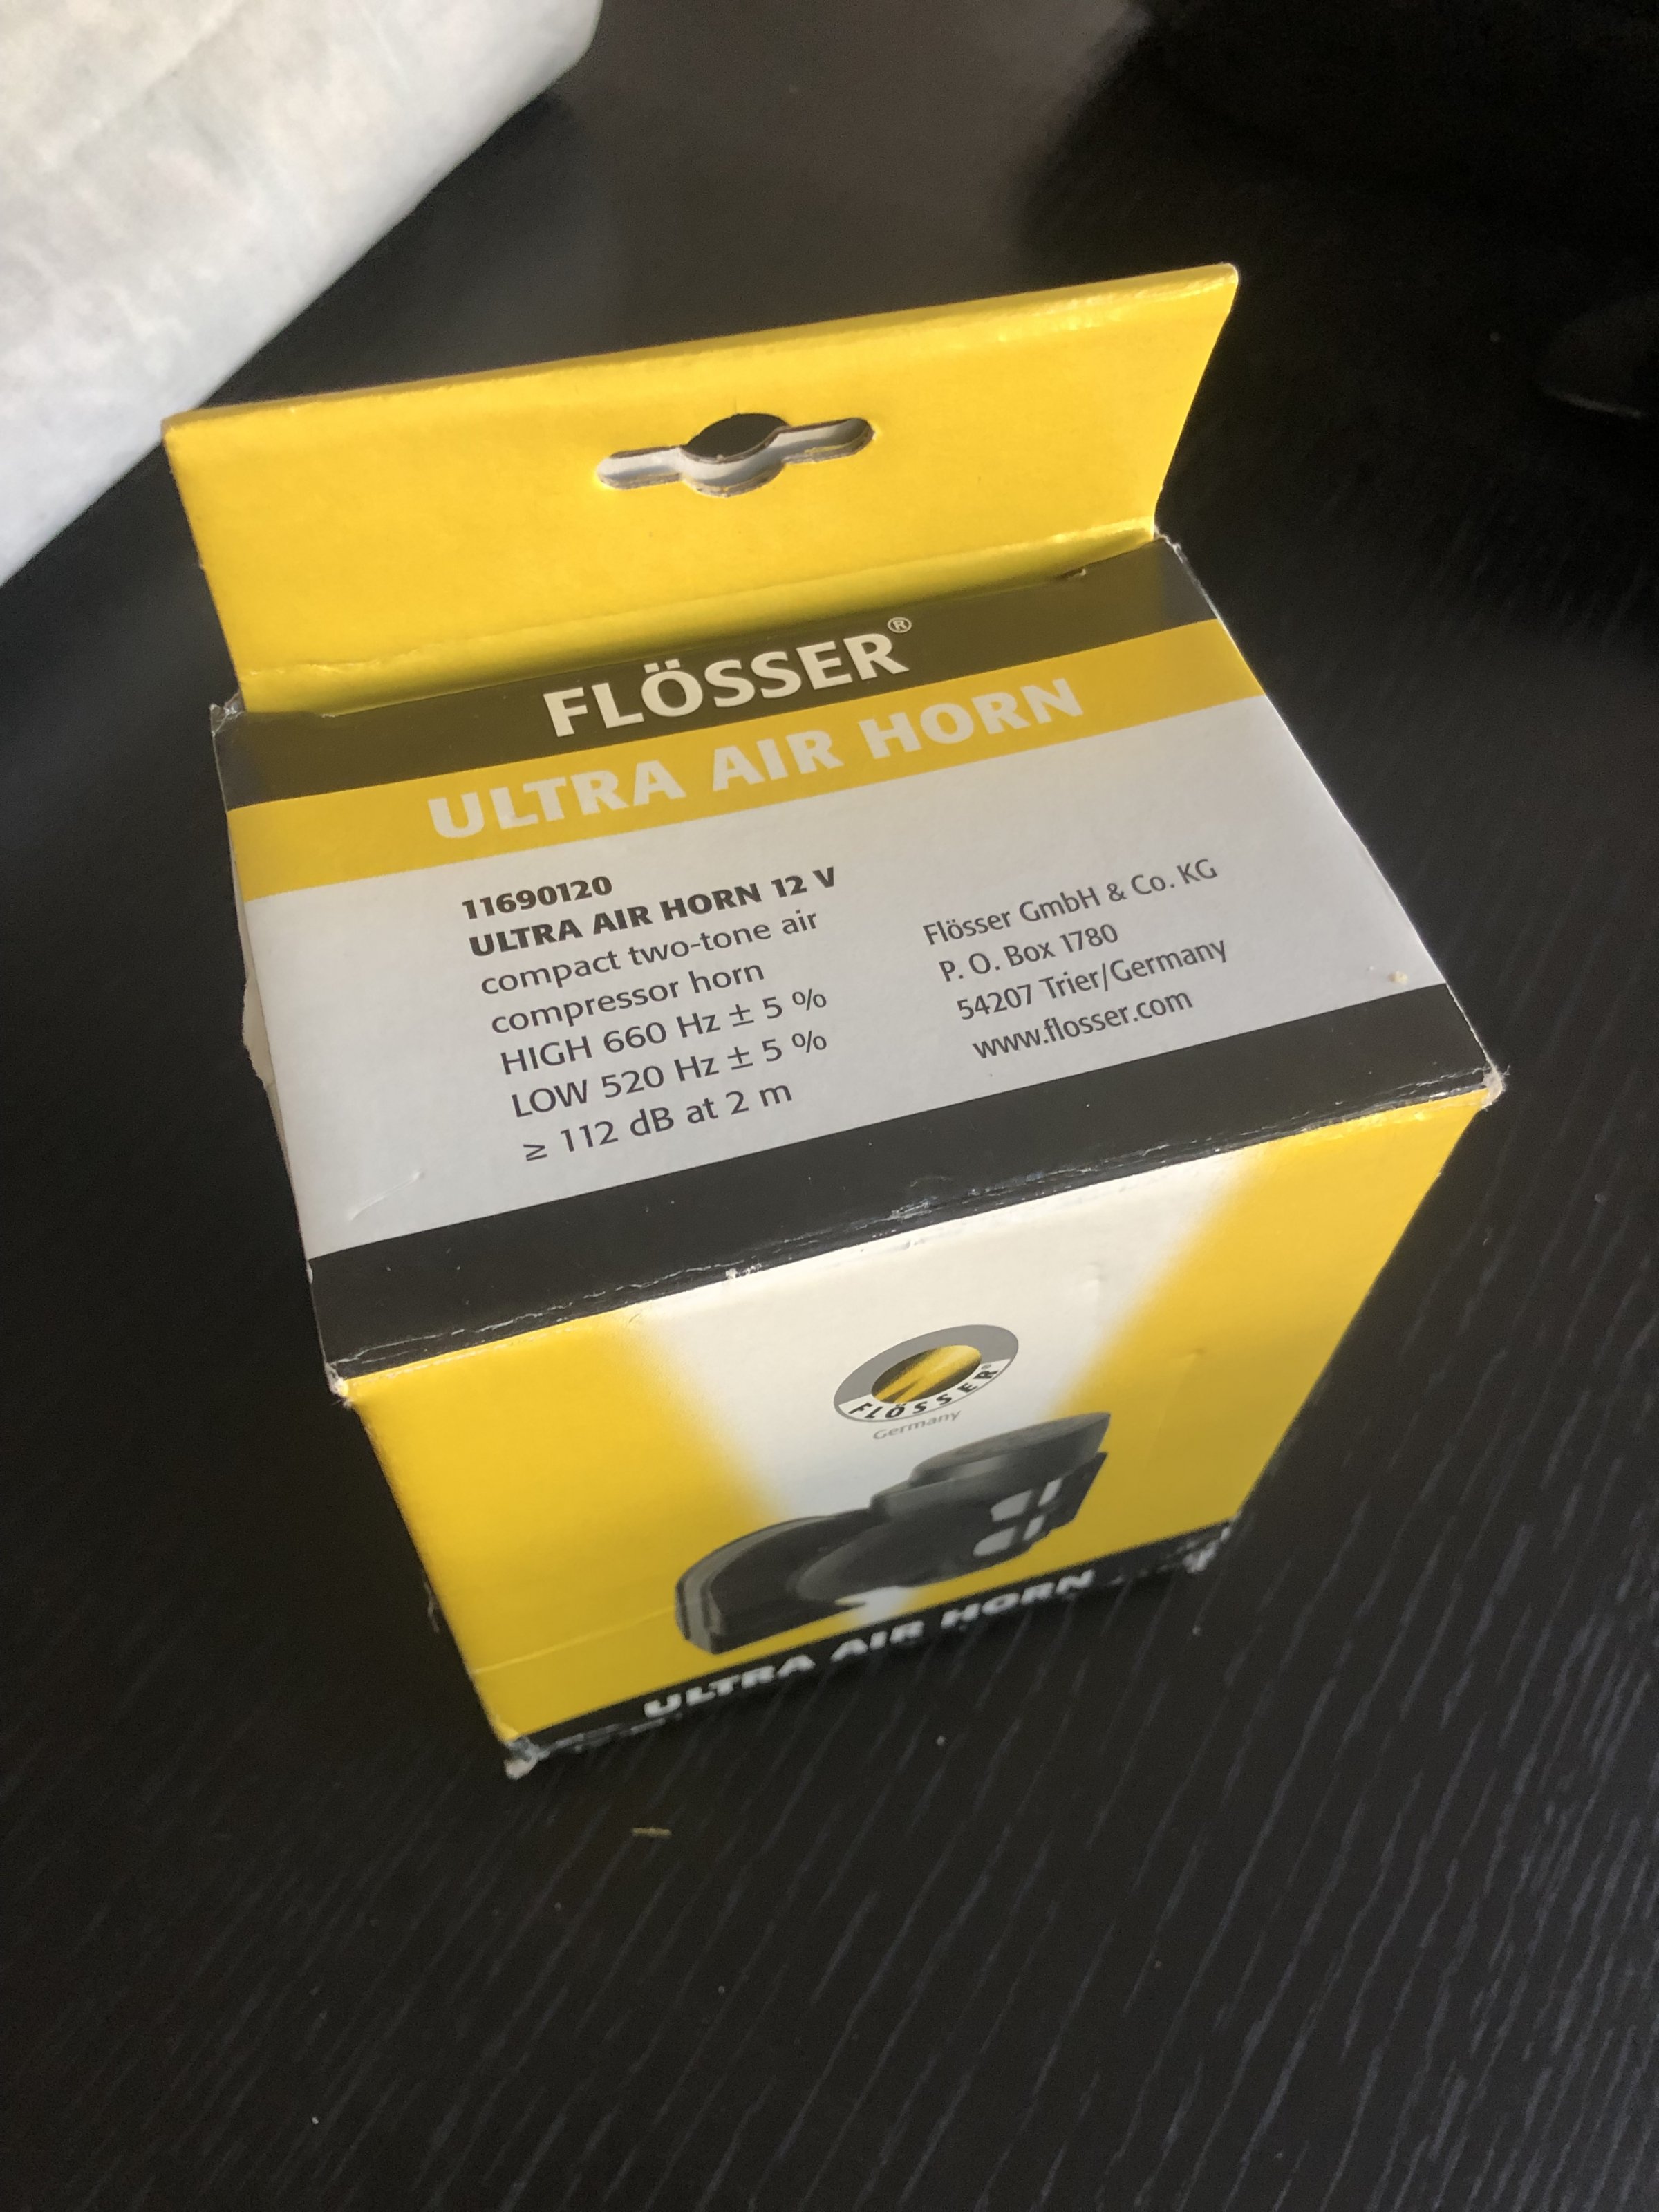 FLÖSSER®
ULTRA AIR HORN
11690120
ULTRA AIR HORN 12 V
compact two-tone air
compressor horn
HIGH 660 Hz ± 5 %
LOW 520 Hz ± 5 %
≥ 112 dB at 2 m
Flösser GmbH & Co. KG
P. O. Box 1780
54207 Trier/Germany
www.flosser.com
FLÖSSER®
Germany
ULTRA AIR HORN